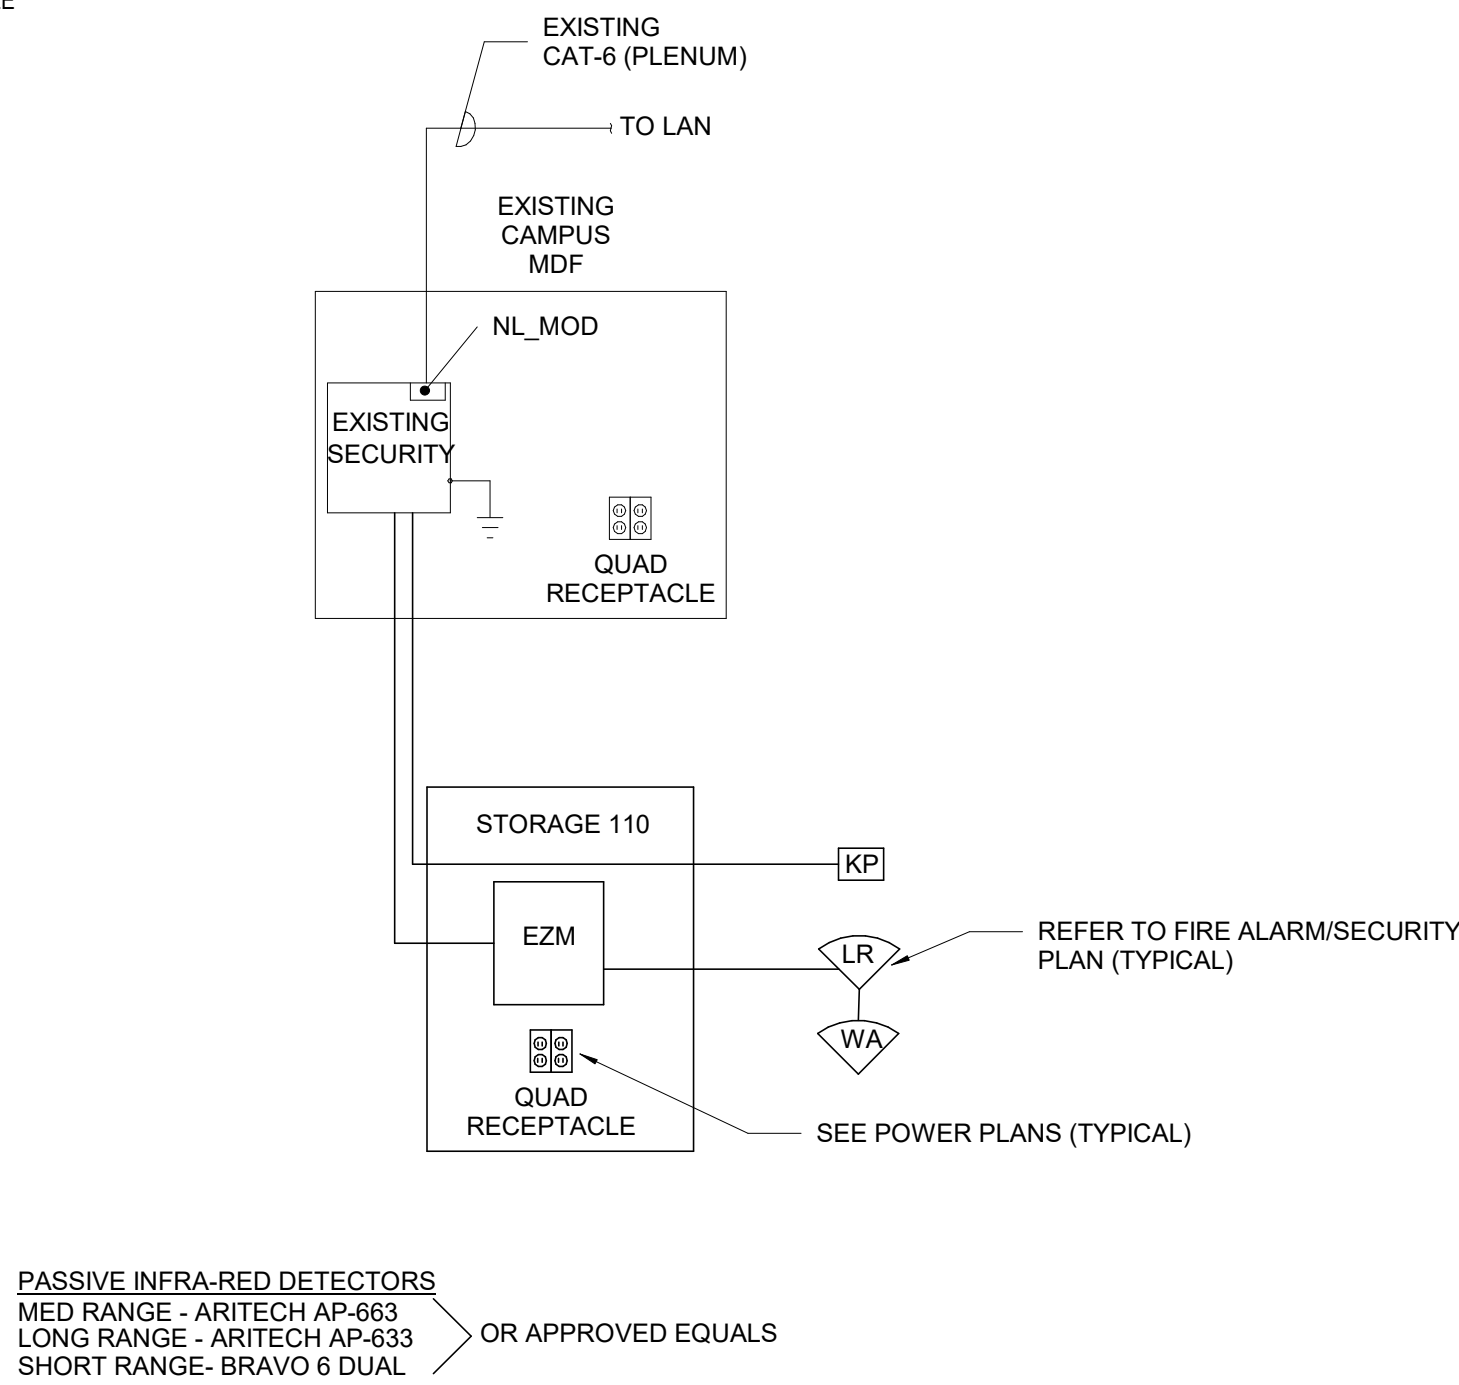 EXISTING
CAT-6 (PLENUM)
TO LAN
EXISTING
CAMPUS
MDF
NL_MOD
EXISTING
SECURITY
QUAD
RECEPTACLE
STORAGE 110
KP
EZM
LR
REFER TO FIRE ALARM/SECURITY
PLAN (TYPICAL)
WA
QUAD
RECEPTACLE
SEE POWER PLANS (TYPICAL)
PASSIVE INFRA-RED DETECTORS
MED RANGE - ARITECH AP-663
LONG RANGE - ARITECH AP-633
SHORT RANGE- BRAVO 6 DUAL
OR APPROVED EQUALS